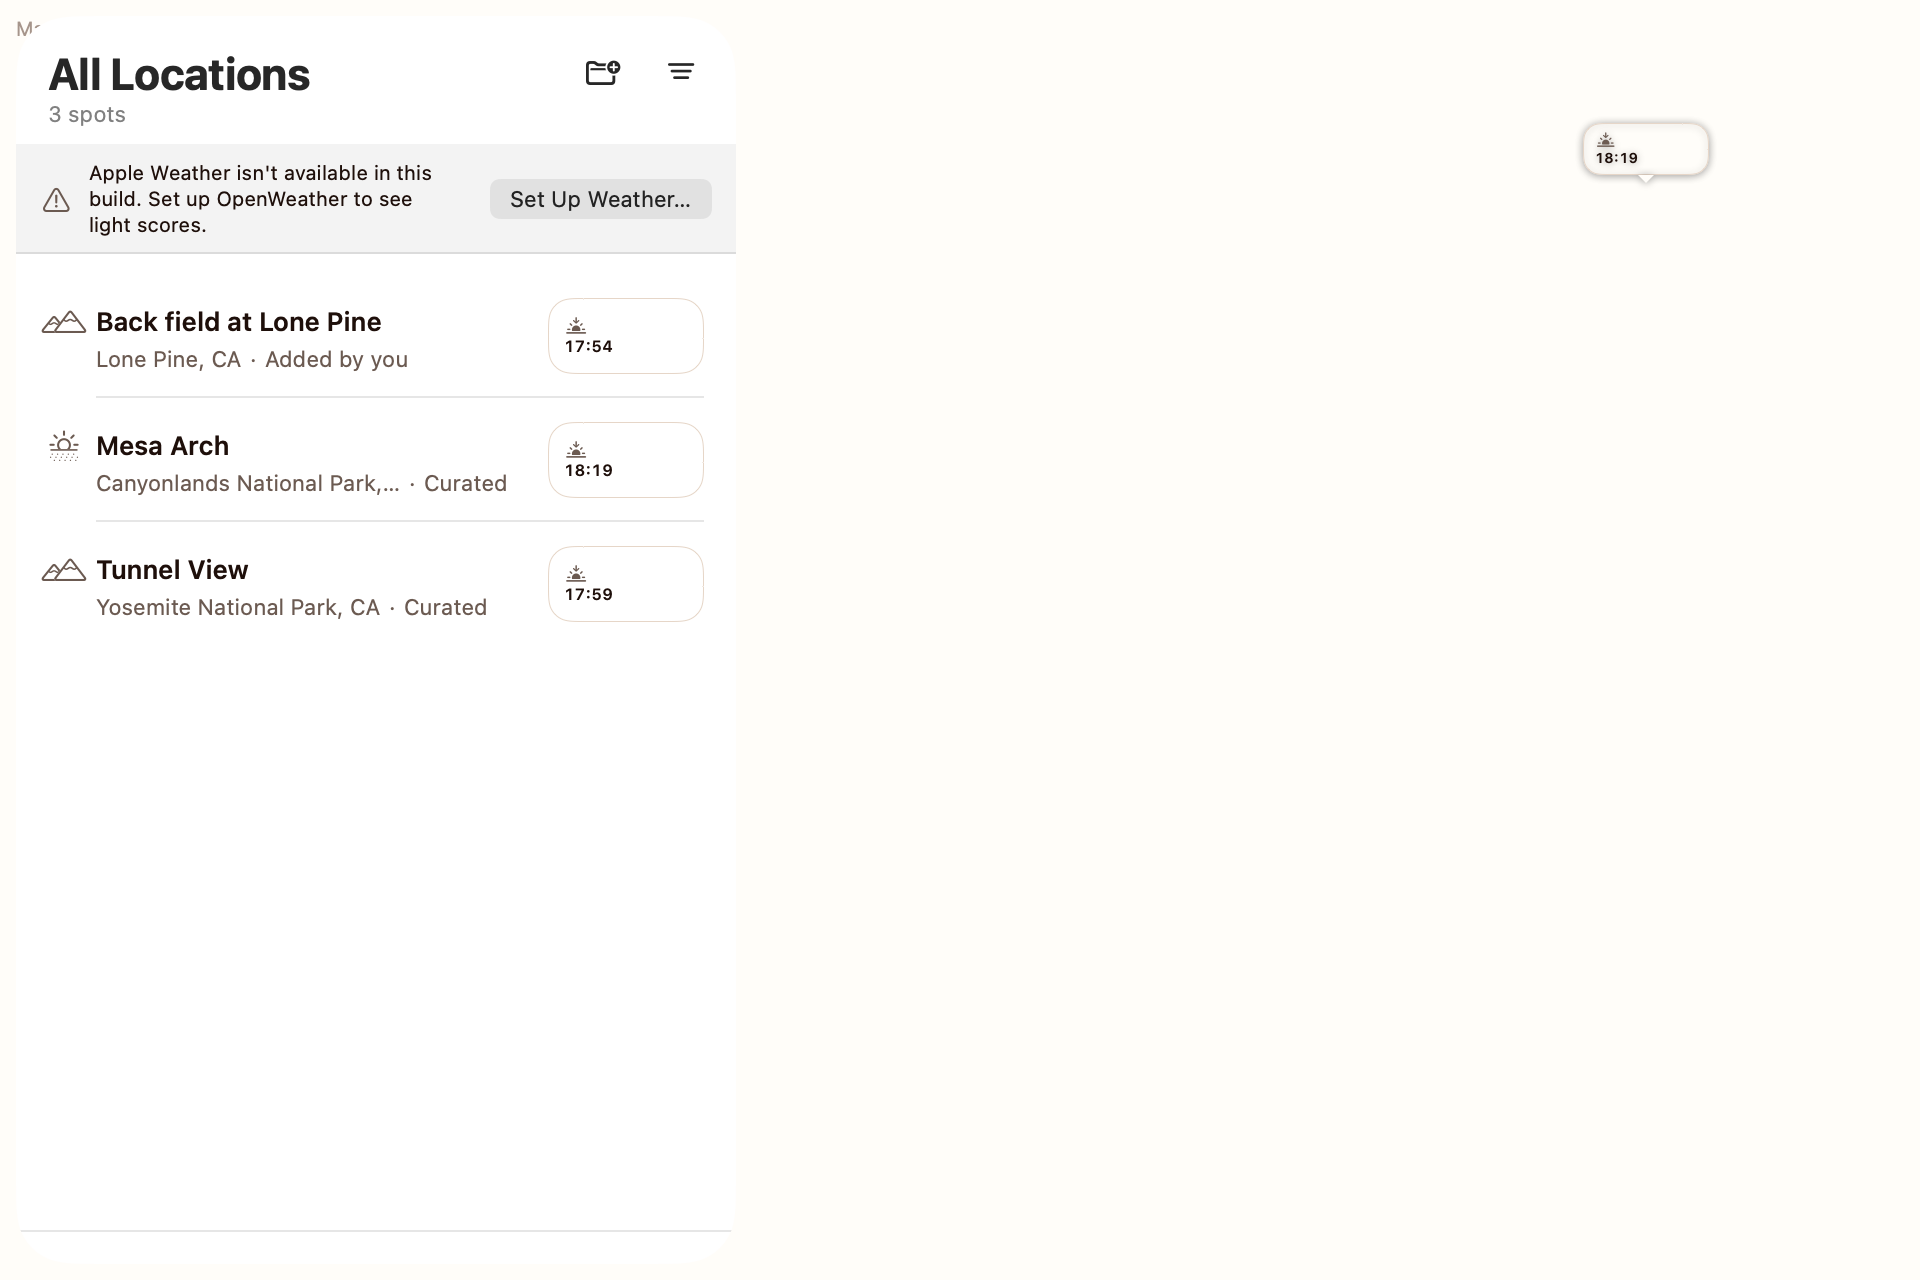 All Locations
3 spots
Apple Weather isn't available in this
build. Set up OpenWeather to see
light scores.
Set Up Weather...
Back field at Lone Pine
Lone Pine, CA · Added by you
17:54
Mesa Arch
Canyonlands National Park,... · Curated
18:19
Tunnel View
Yosemite National Park, CA · Curated
17:59
18:19